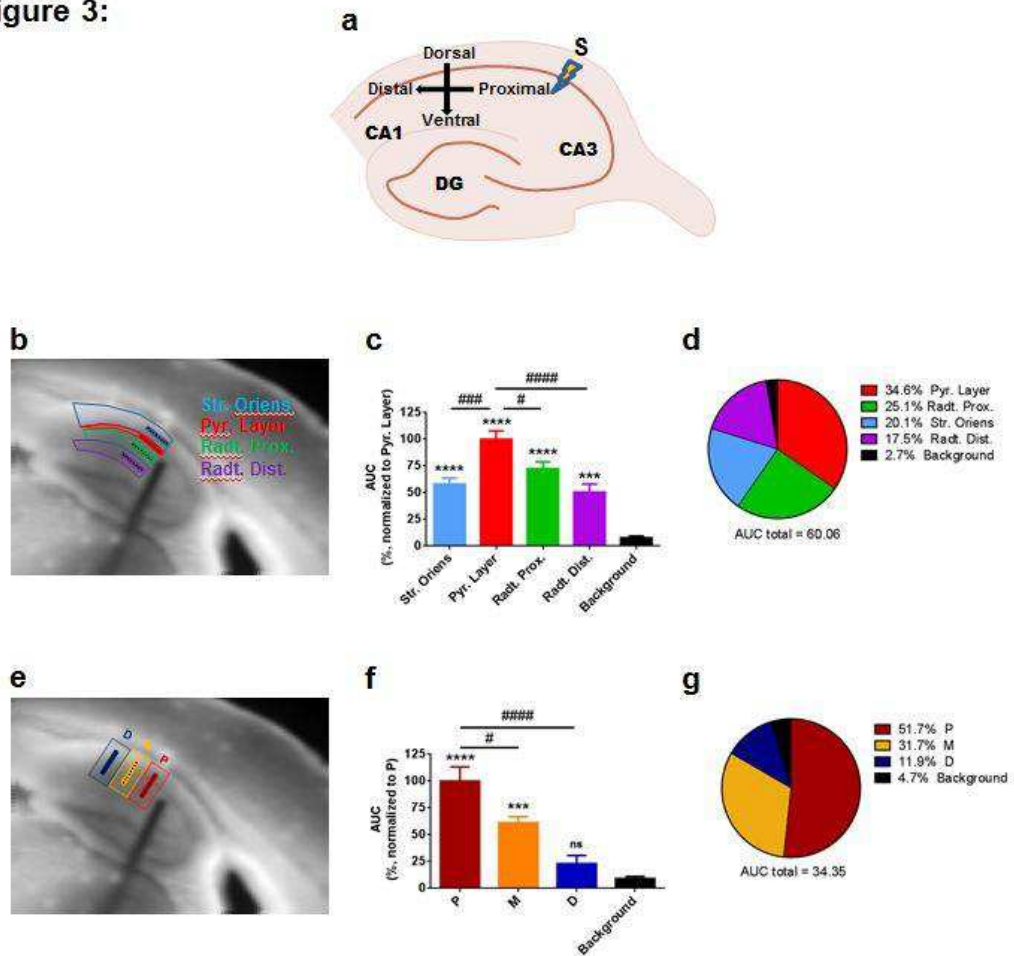 igure 3:
a
Dorsal
S
Distal
Proximal
Ventral
CA1
CA3
DG
b
Str. Oriens
Pyr. Layer
Radt. Prox.
Radt. Dist.
c
####
### #
AUC
(%, normalized to Pyr. Layer)
125
100
75
50
25
0
****
****
****
***
Str. Oriens
Pyr. Layer
Radt. Prox.
Radt. Dist.
Background
d
34.6% Pyr. Layer
25.1% Radt. Prox.
20.1% Str. Oriens
17.5% Radt. Dist.
2.7% Background
AUC total = 60.06
e
D
P
f
####
#
AUC
(%, normalized to P)
125
100
75
50
25
0
****
***
ns
P
M
D
Background
g
51.7% P
31.7% M
11.9% D
4.7% Background
AUC total = 34.35